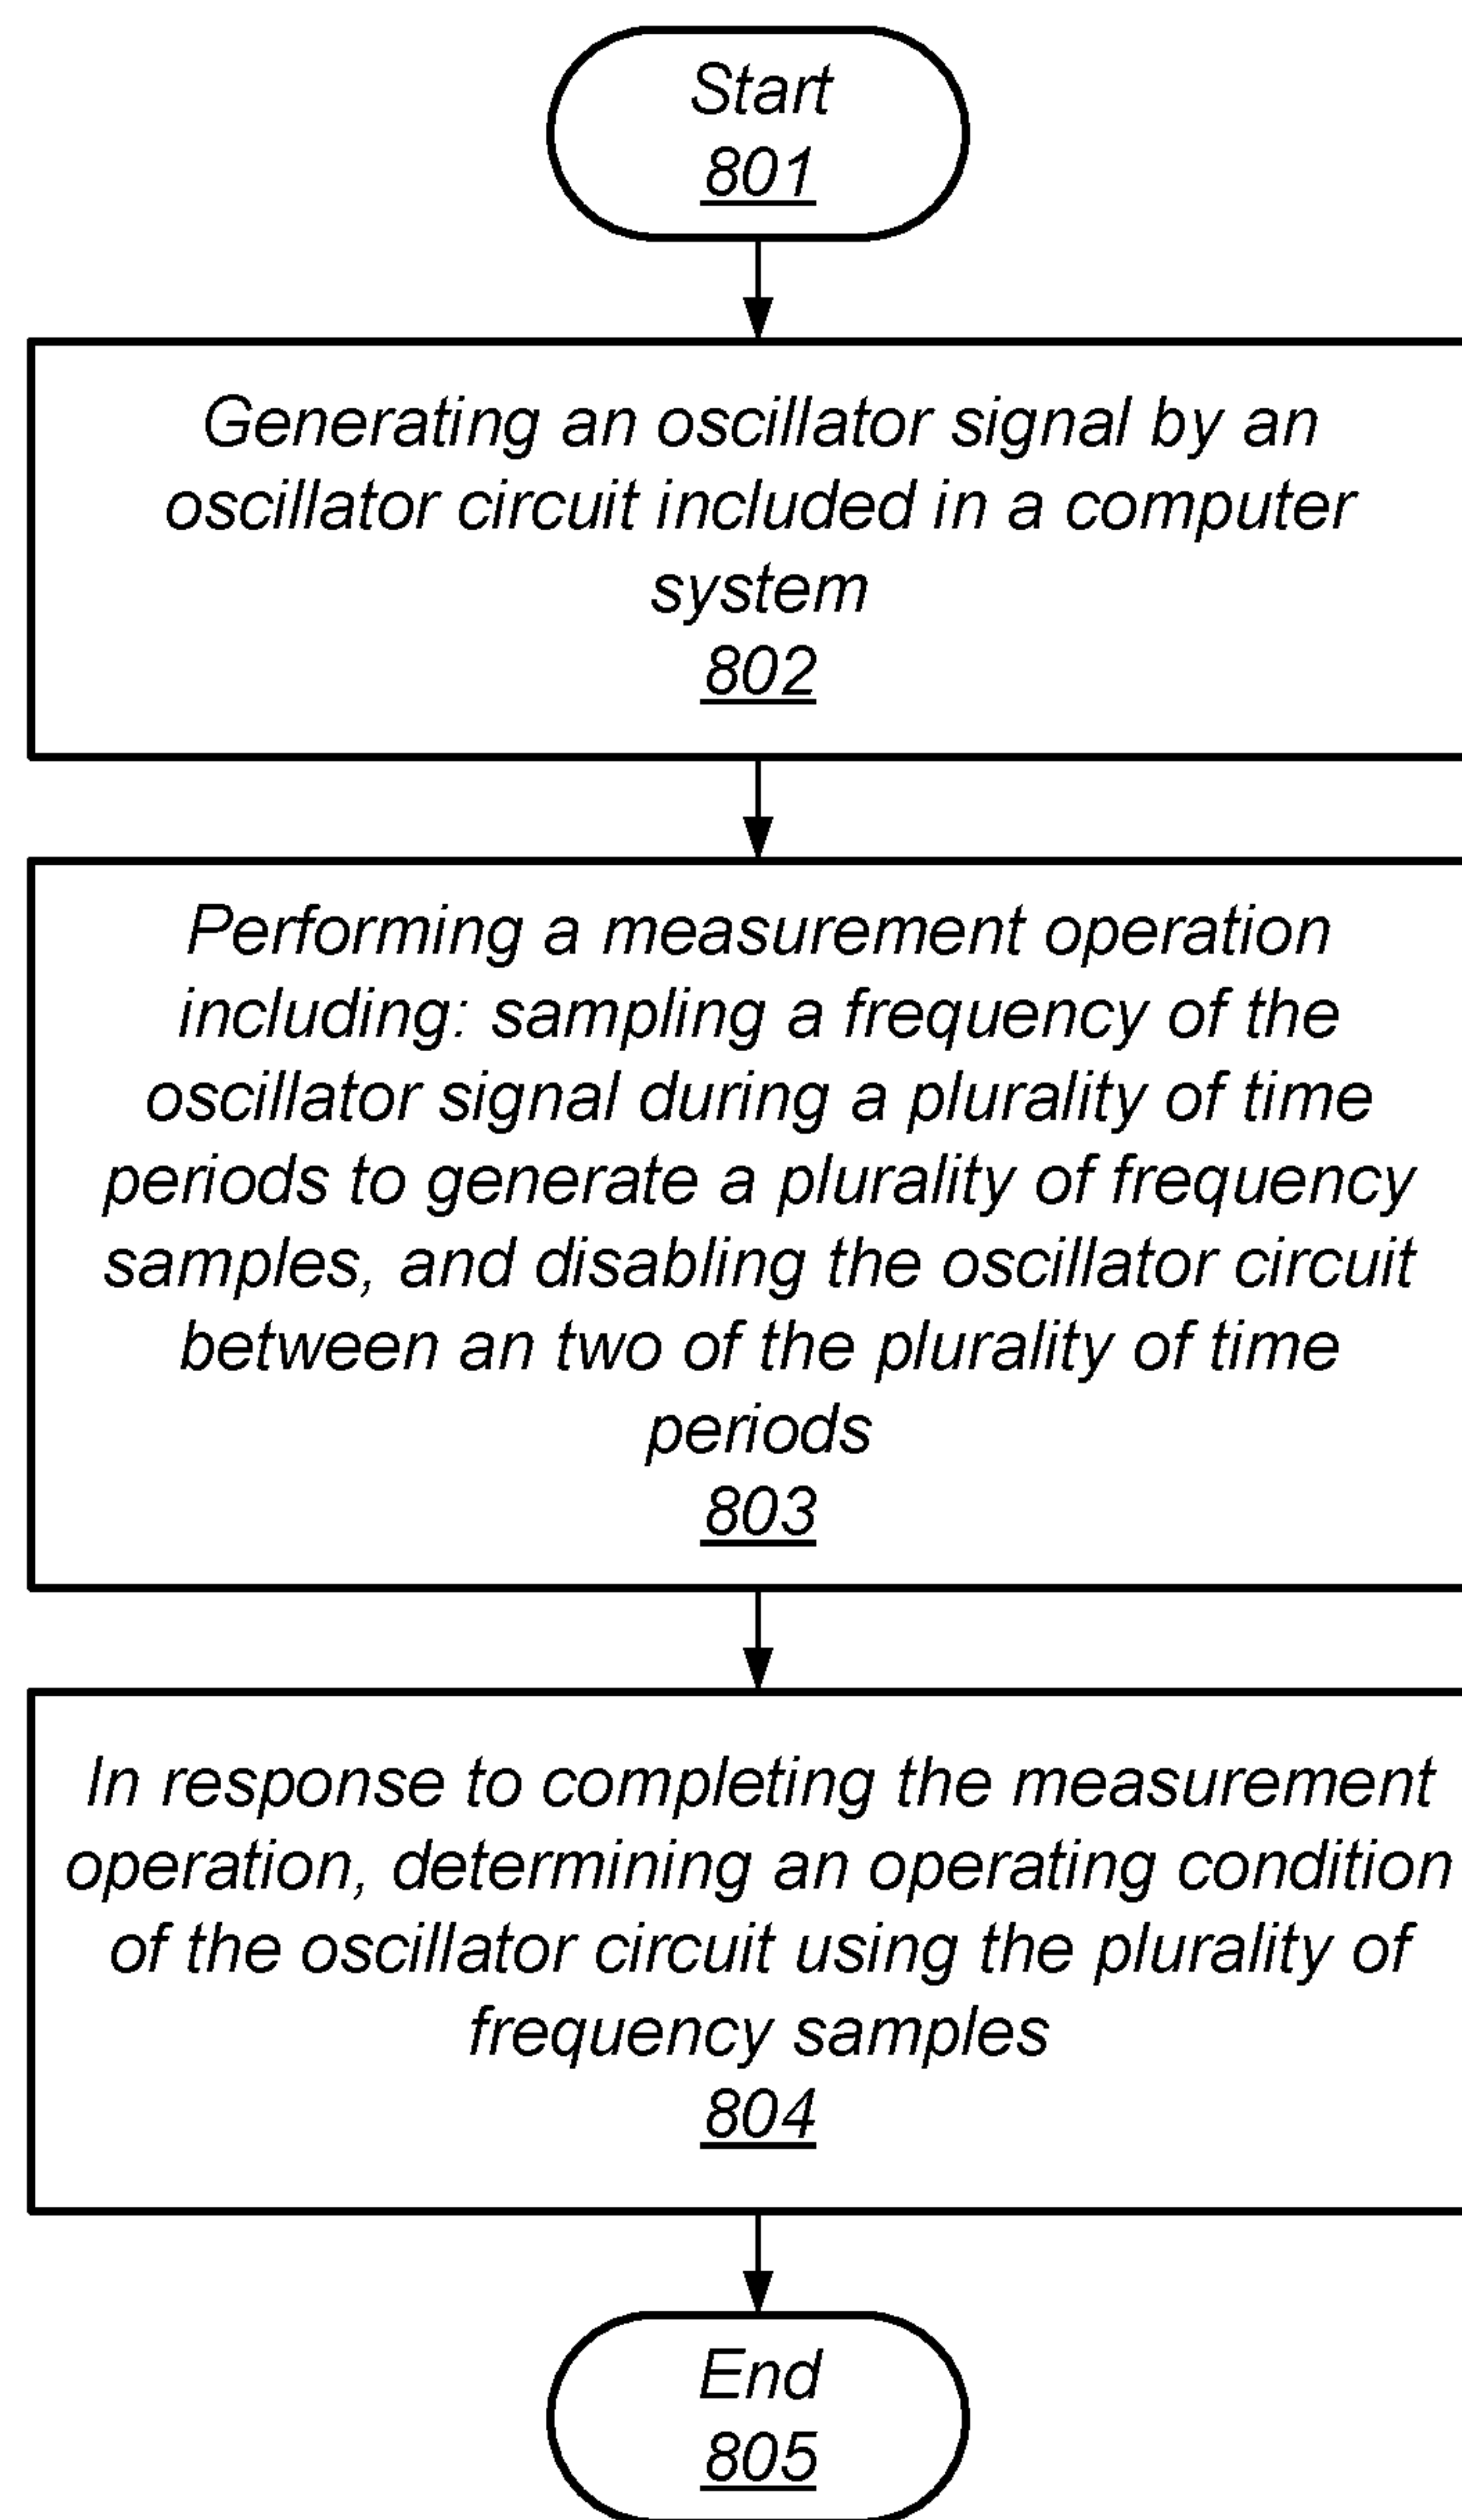 Start
801
Generating an oscillator signal by an
oscillator circuit included in a computer
system
802
Performing a measurement operation
including: sampling a frequency of the
oscillator signal during a plurality of time
periods to generate a plurality of frequency
samples, and disabling the oscillator circuit
between an two of the plurality of time
periods
803
In response to completing the measurement
operation, determining an operating condition
of the oscillator circuit using the plurality of
frequency samples
804
End
805